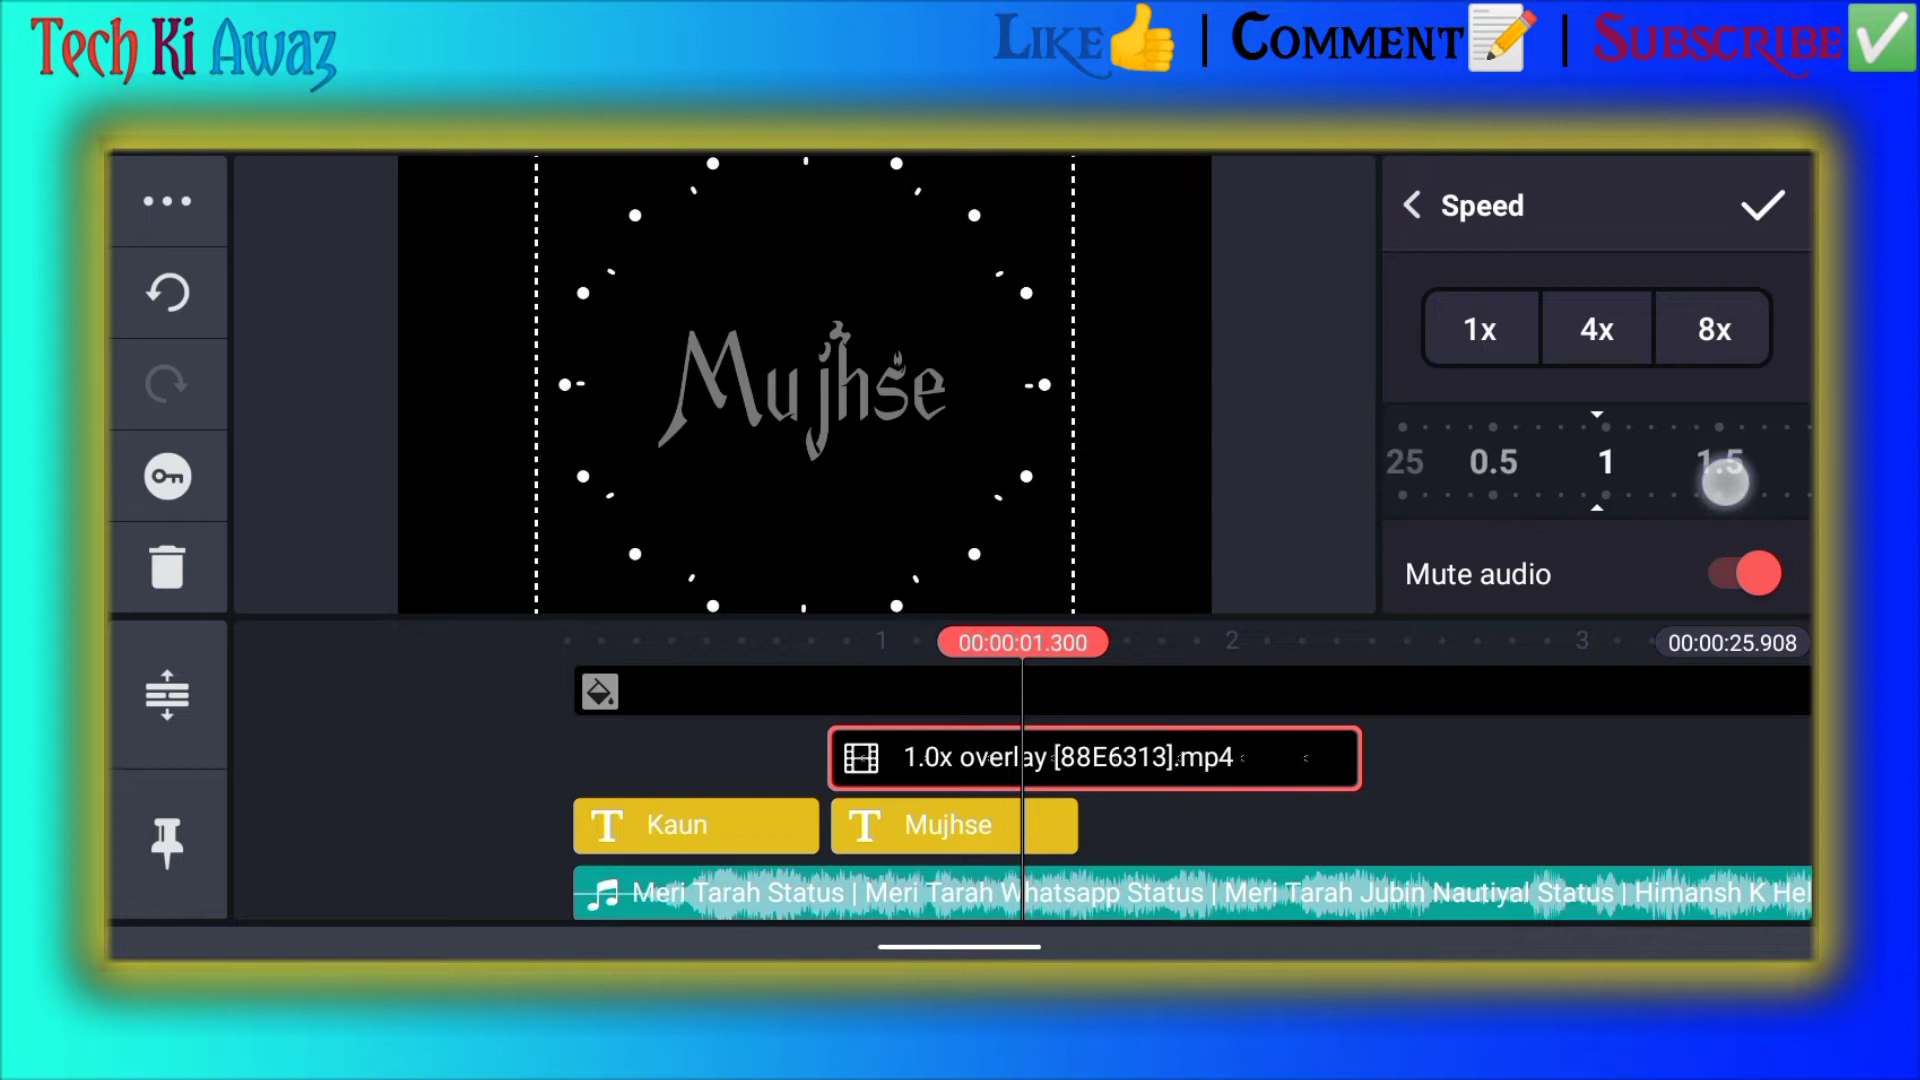 Tech Ki Awaz
Like | Comment | Subscribe
Speed
1x 4x 8x
Mujhse
25 0.5 1 1.5
Mute audio
1 00:00:01.300 2 3 00:00:25.908
1.0x overlay [88E6313].mp4
T Kaun T Mujhse
Meri Tarah Status | Meri Tarah Whatsapp Status | Meri Tarah Jubin Nautiyal Status | Himansh K Hel